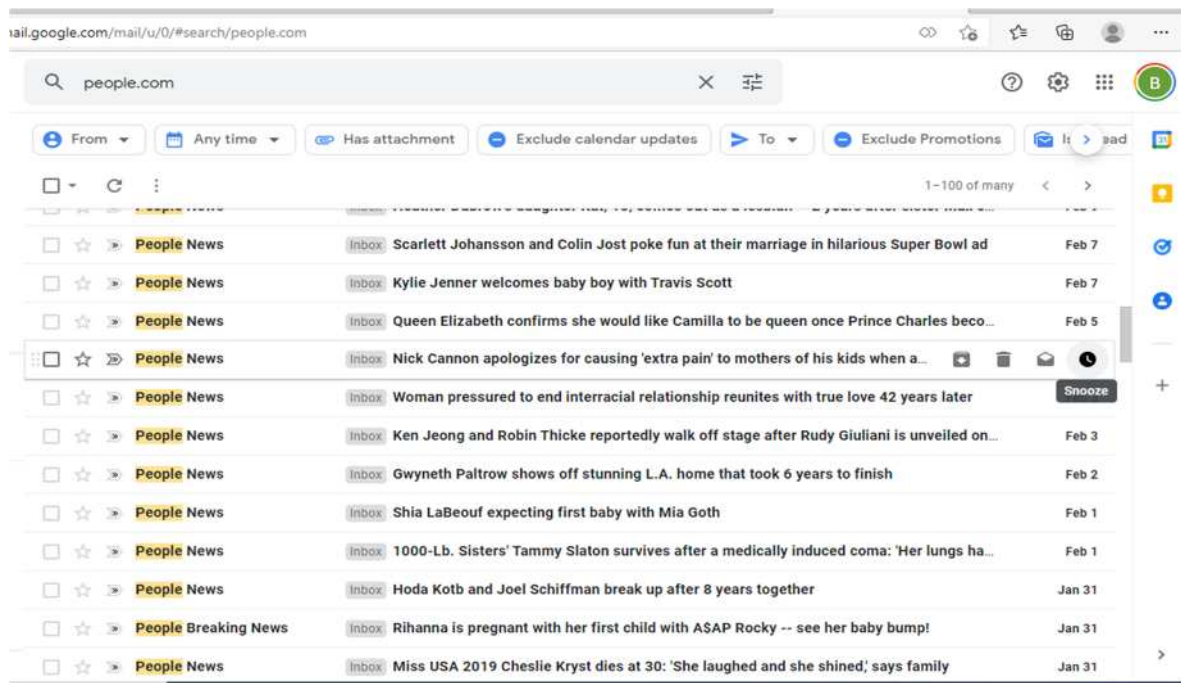 ail.google.com/mail/u/0/#search/people.com
people.com
B
From Any time Has attachment Exclude calendar updates To Exclude Promotions
1–100 of many
People News Inbox
People News Inbox Scarlett Johansson and Colin Jost poke fun at their marriage in hilarious Super Bowl ad Feb 7
People News Inbox Kylie Jenner welcomes baby boy with Travis Scott Feb 7
People News Inbox Queen Elizabeth confirms she would like Camilla to be queen once Prince Charles beco... Feb 5
People News Inbox Nick Cannon apologizes for causing 'extra pain' to mothers of his kids when a...
Snooze
People News Inbox Woman pressured to end interracial relationship reunites with true love 42 years later
People News Inbox Ken Jeong and Robin Thicke reportedly walk off stage after Rudy Giuliani is unveiled on... Feb 3
People News Inbox Gwyneth Paltrow shows off stunning L.A. home that took 6 years to finish Feb 2
People News Inbox Shia LaBeouf expecting first baby with Mia Goth Feb 1
People News Inbox 1000-Lb. Sisters' Tammy Slaton survives after a medically induced coma: 'Her lungs ha... Feb 1
People News Inbox Hoda Kotb and Joel Schiffman break up after 8 years together Jan 31
People Breaking News Inbox Rihanna is pregnant with her first child with A$AP Rocky -- see her baby bump! Jan 31
People News Inbox Miss USA 2019 Cheslie Kryst dies at 30: 'She laughed and she shined,' says family Jan 31